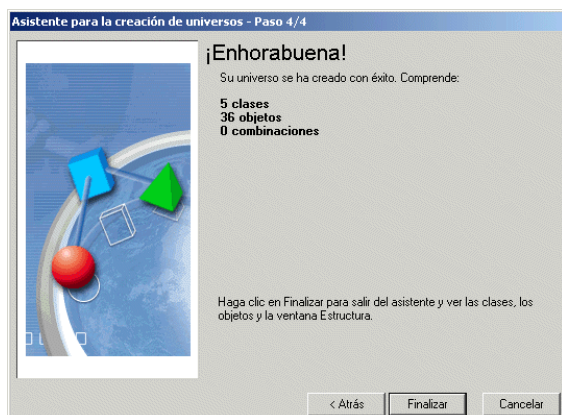 Asistente para la creación de universos - Paso 4/4
¡Enhorabuena!
Su universo se ha creado con éxito. Comprende:
5 clases
36 objetos
0 combinaciones
Haga clic en Finalizar para salir del asistente y ver las clases, los
objetos y la ventana Estructura.
< Atrás Finalizar Cancelar